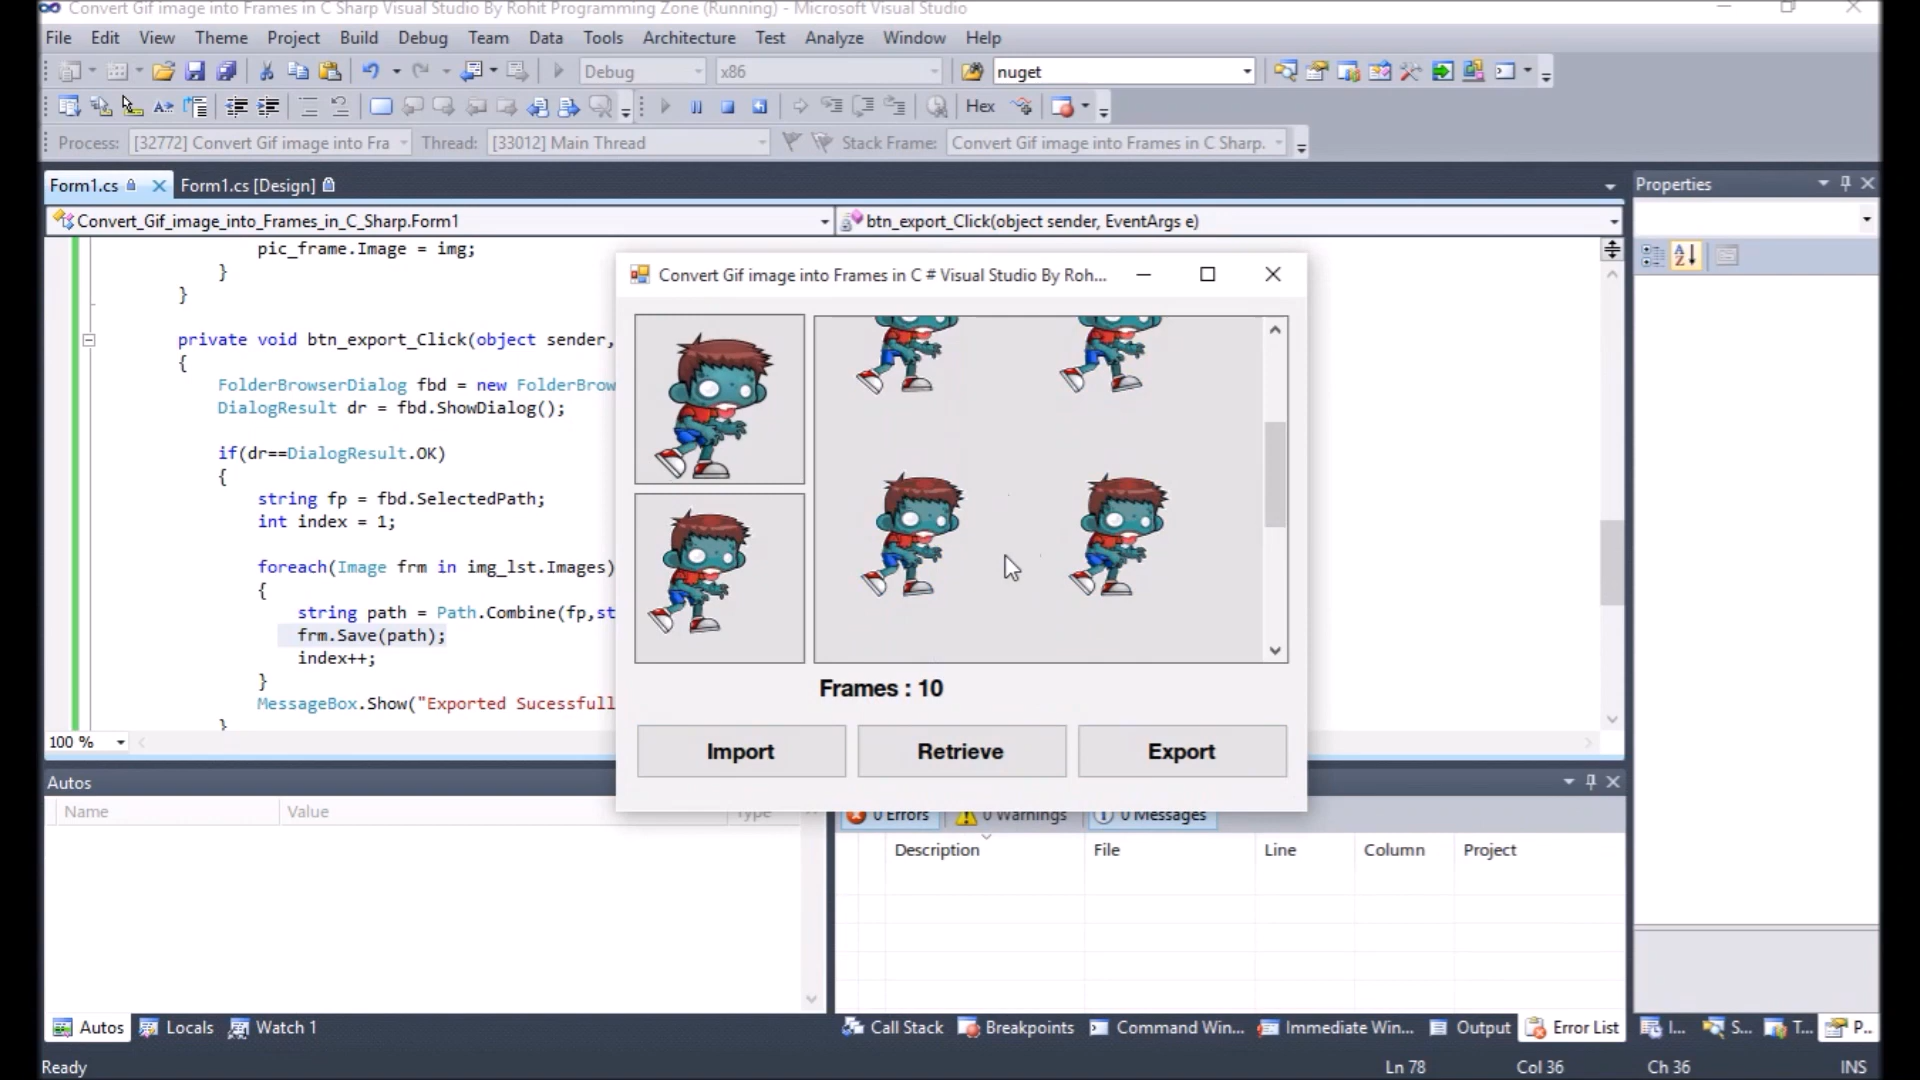 Convert Gif image into Frames in C Sharp Visual Studio By Rohit Programming Zone (Running) - Microsoft Visual Studio
File Edit View Theme Project Build Debug Team Data Tools Architecture Test Analyze Window Help
Debug x86 nuget
Hex
Process: [32772] Convert Gif image into Fra Thread: [33012] Main Thread Stack Frame: Convert Gif image into Frames in C Sharp.
Form1.cs Form1.cs [Design] Properties
Convert_Gif_image_into_Frames_in_C_Sharp.Form1 btn_export_Click(object sender, EventArgs e)
pic_frame.Image = img;
}
}
private void btn_export_Click(object sender,
{
FolderBrowserDialog fbd = new FolderBrow
DialogResult dr = fbd.ShowDialog();
if(dr==DialogResult.OK)
{
string fp = fbd.SelectedPath;
int index = 1;
foreach(Image frm in img_lst.Images)
{
string path = Path.Combine(fp,st
frm.Save(path);
index++;
}
MessageBox.Show("Exported Sucessfull
}
100 %
Convert Gif image into Frames in C # Visual Studio By Roh...
Frames : 10
Import Retrieve Export
Autos
Name Value Type
0 Errors 0 Warnings 0 Messages
Description File Line Column Project
Autos Locals Watch 1
Call Stack Breakpoints Command Win... Immediate Win... Output Error List I... S... T... P..
Ready Ln 78 Col 36 Ch 36 INS